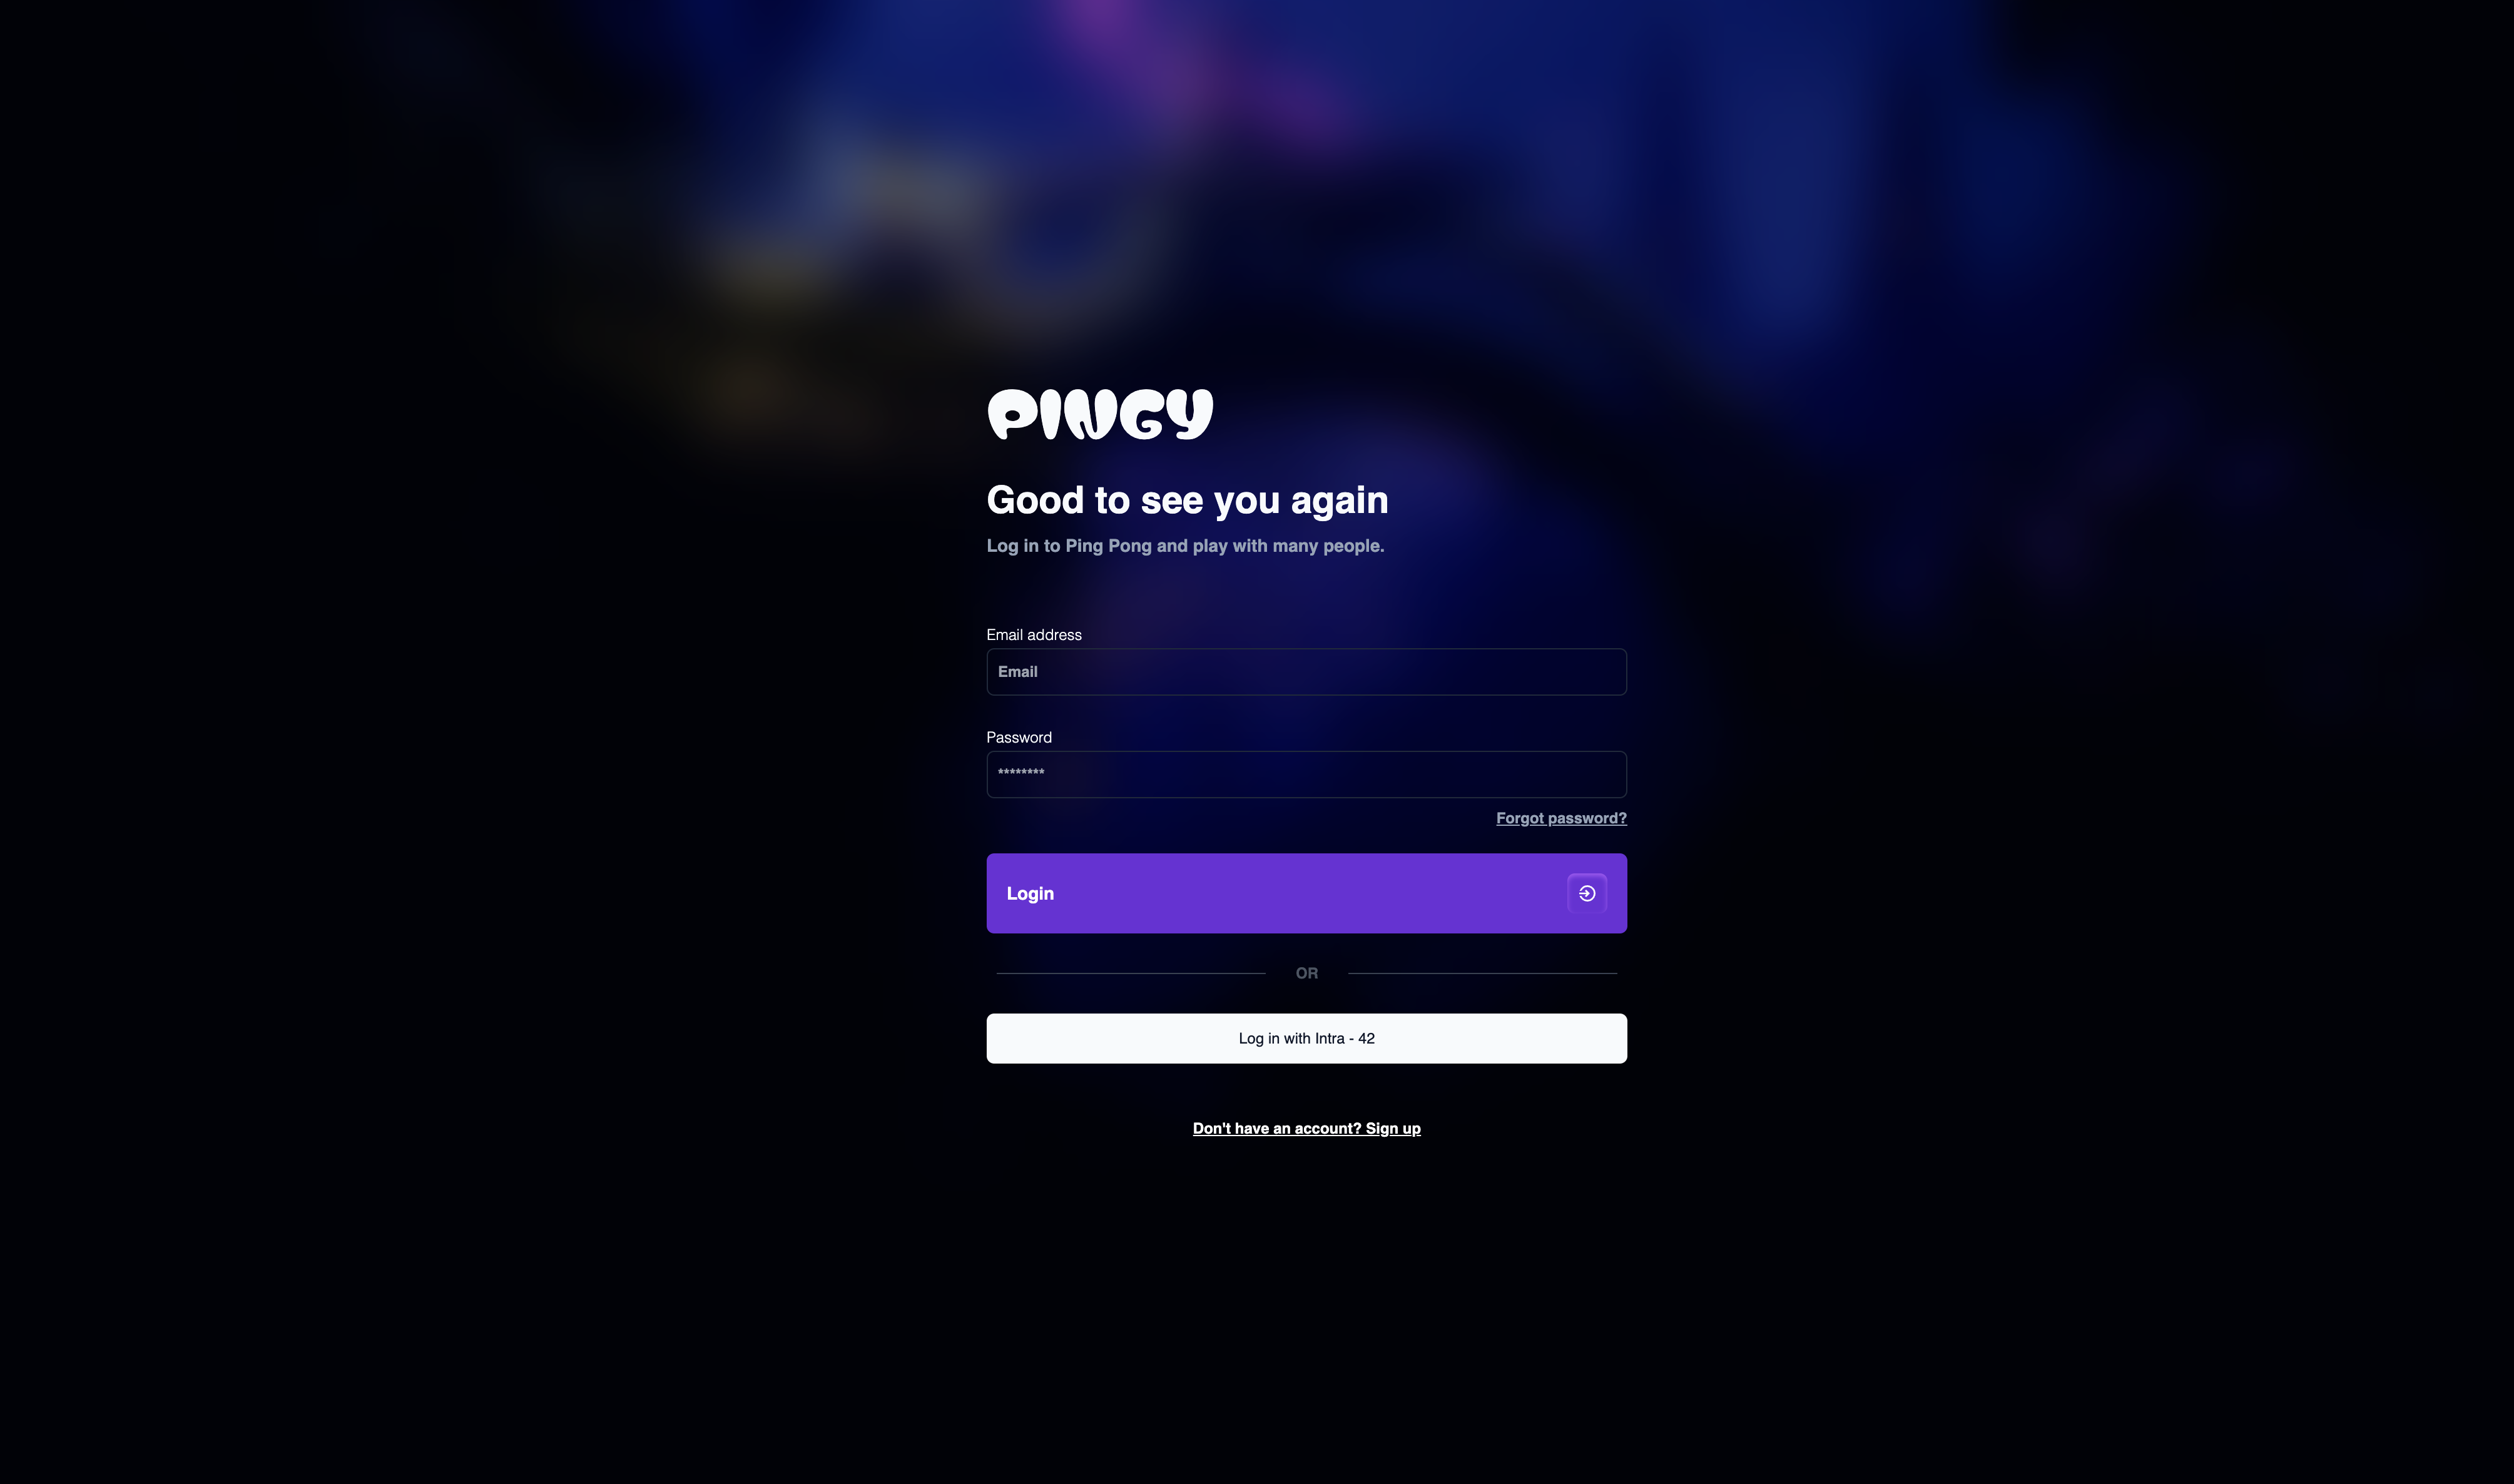 PINGY
Good to see you again
Log in to Ping Pong and play with many people.
Email address
Email
Password
********
Forgot password?
Login
OR
Log in with Intra - 42
Don't have an account? Sign up